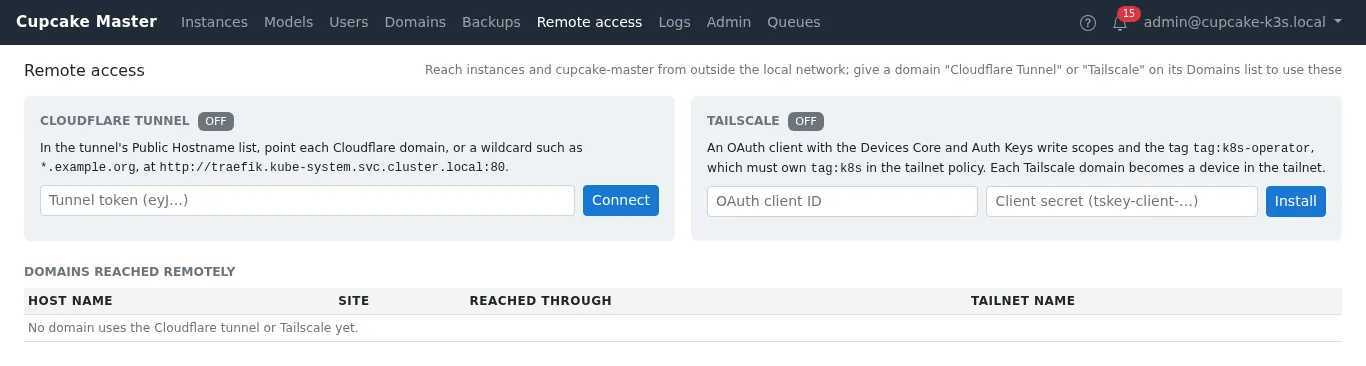 Cupcake Master Instances Models Users Domains Backups Remote access Logs Admin Queues 15 admin@cupcake-k3s.local
Remote access
Reach instances and cupcake-master from outside the local network; give a domain "Cloudflare Tunnel" or "Tailscale" on its Domains list to use these
CLOUDFLARE TUNNEL OFF
In the tunnel's Public Hostname list, point each Cloudflare domain, or a wildcard such as
*.example.org, at http://traefik.kube-system.svc.cluster.local:80.
Tunnel token (eyJ...) Connect
TAILSCALE OFF
An OAuth client with the Devices Core and Auth Keys write scopes and the tag tag:k8s-operator,
which must own tag:k8s in the tailnet policy. Each Tailscale domain becomes a device in the tailnet.
OAuth client ID Client secret (tskey-client-...) Install
DOMAINS REACHED REMOTELY
HOST NAME SITE REACHED THROUGH TAILNET NAME
No domain uses the Cloudflare tunnel or Tailscale yet.